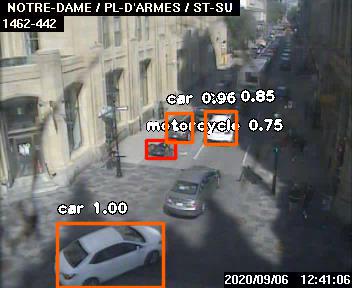 NOTRE-DAME / PL-D'ARMES / ST-SU
1462-442
car 0.96 0.85
motorcycle 0.75
car 1.00
2020/09/06 12:41:06